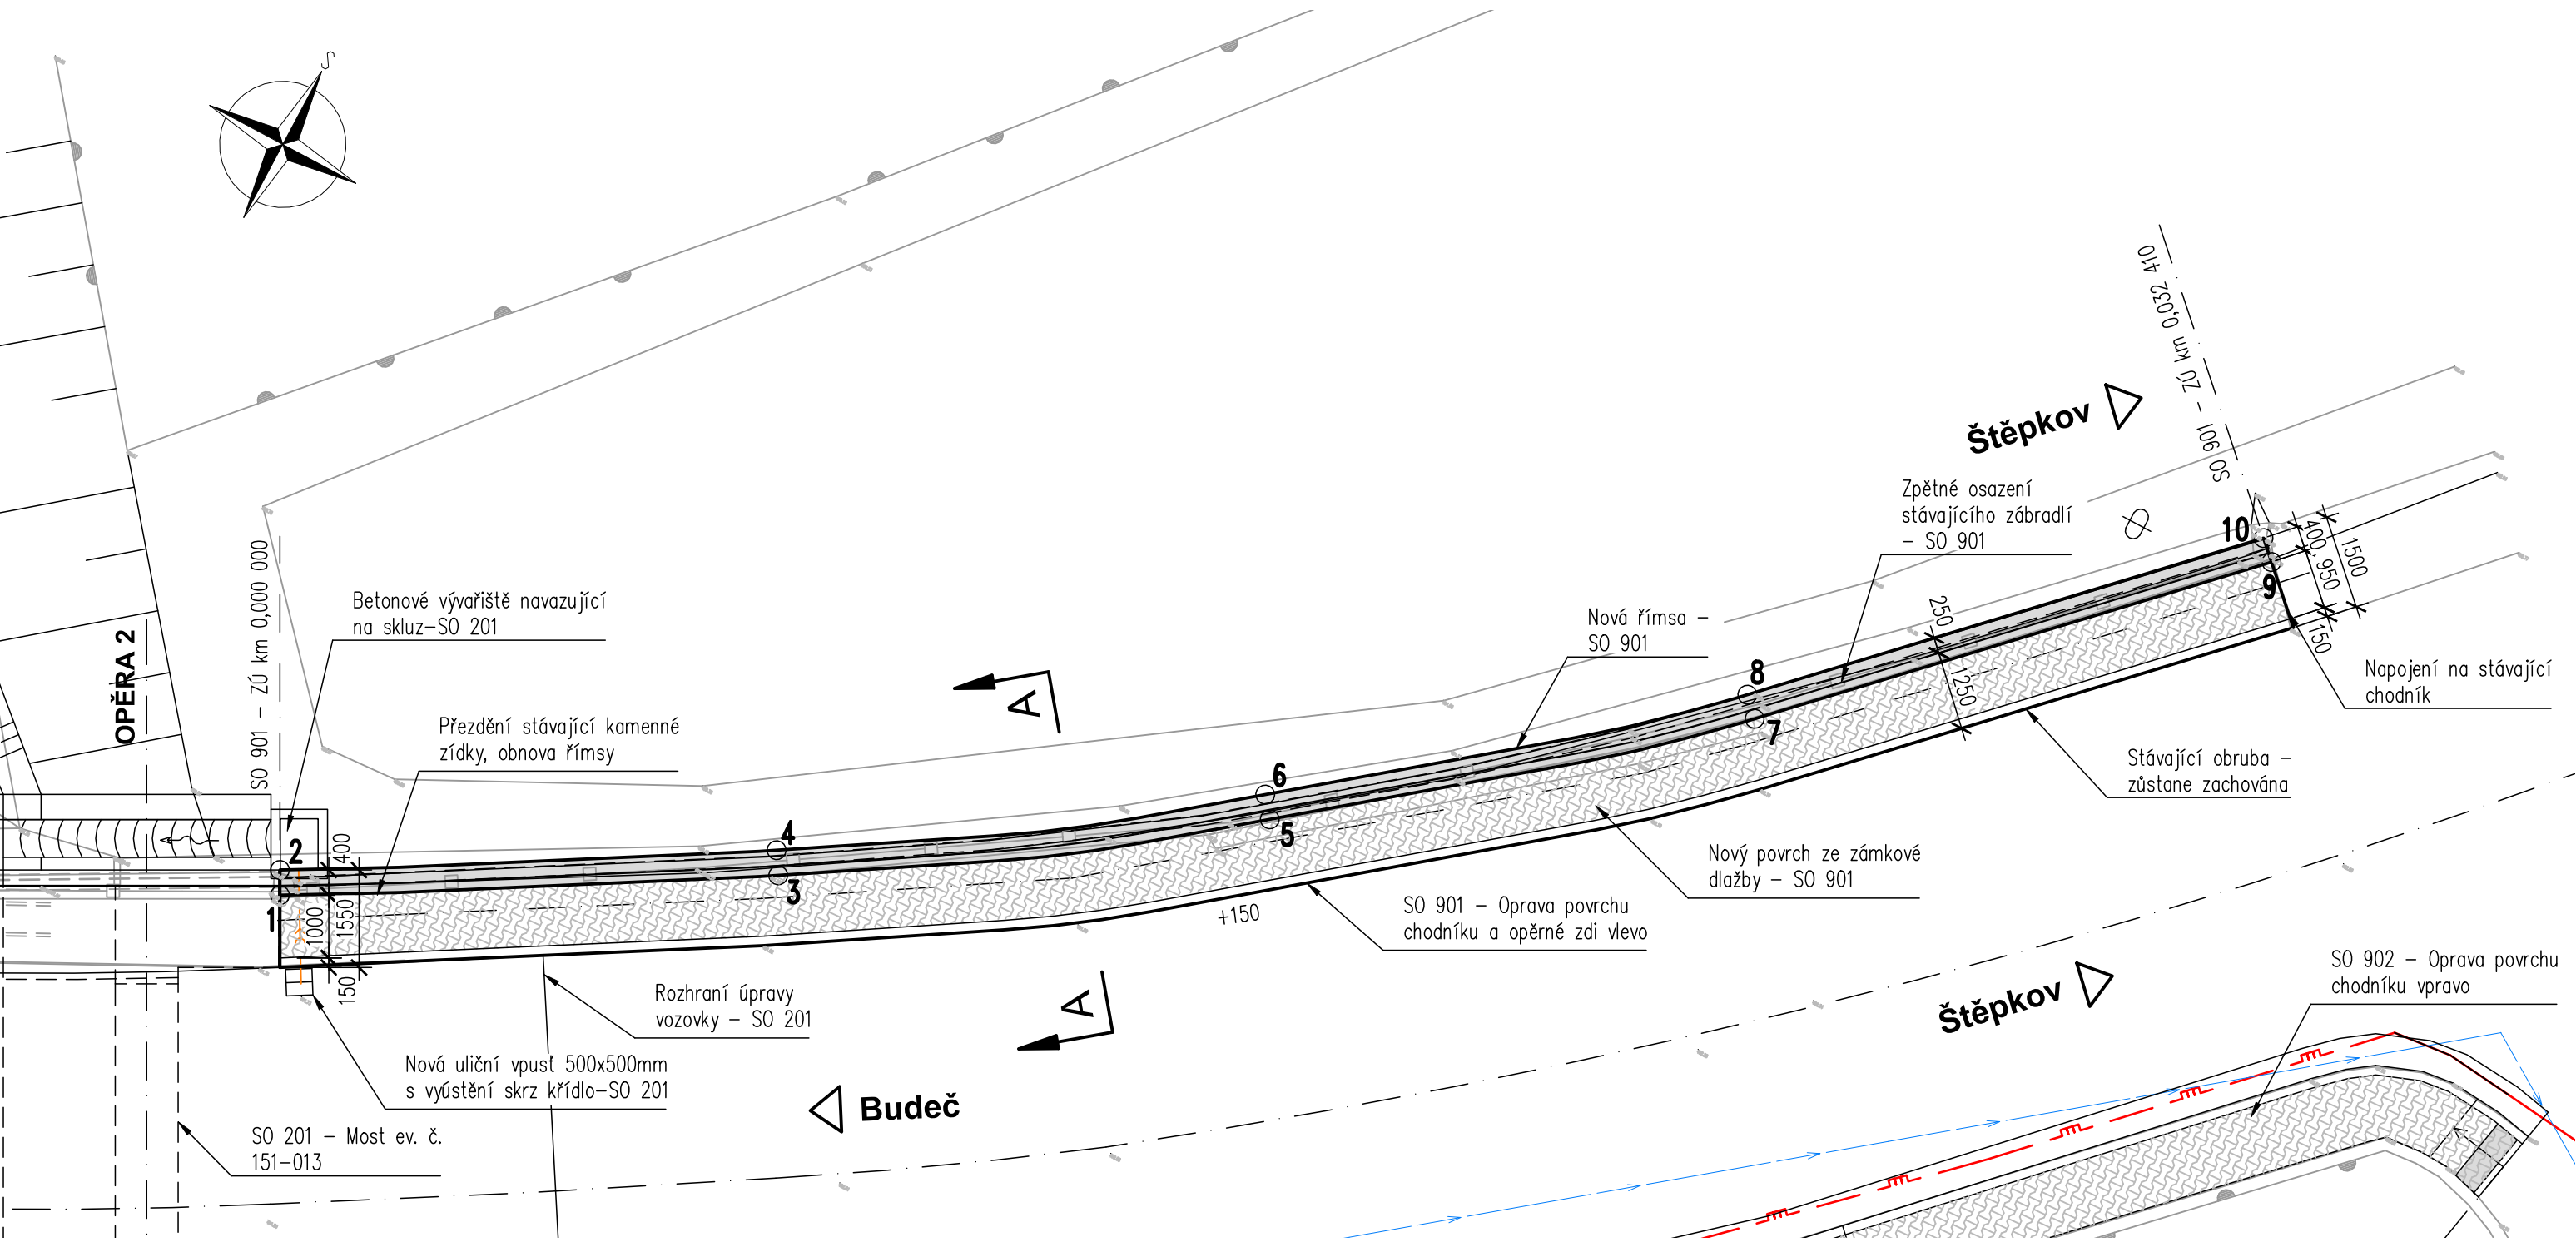 S
SO 901 – ZÚ km 0,032 410
Štěpkov
Zpětné osazení
stávajícího zábradlí
– SO 901
10
9
400
950
1500
150
OPĚRA 2
SO 901 – ZÚ km 0,000 000
Betonové vývařiště navazující
na skluz–SO 201
Nová římsa –
SO 901
250
1250
Napojení na stávající
chodník
A
8
7
Přezdění stávající kamenné
zídky, obnova římsy
Stávající obruba –
zůstane zachována
6
5
4
3
2
1
400
1000
1550
150
Nový povrch ze zámkové
dlažby – SO 901
+150
SO 901 – Oprava povrchu
chodníku a opěrné zdi vlevo
SO 902 – Oprava povrchu
chodníku vpravo
Rozhraní úpravy
vozovky – SO 201
A
Štěpkov
Nová uliční vpusť 500x500mm
s vyústění skrz křídlo–SO 201
Budeč
SO 201 – Most ev. č.
151–013